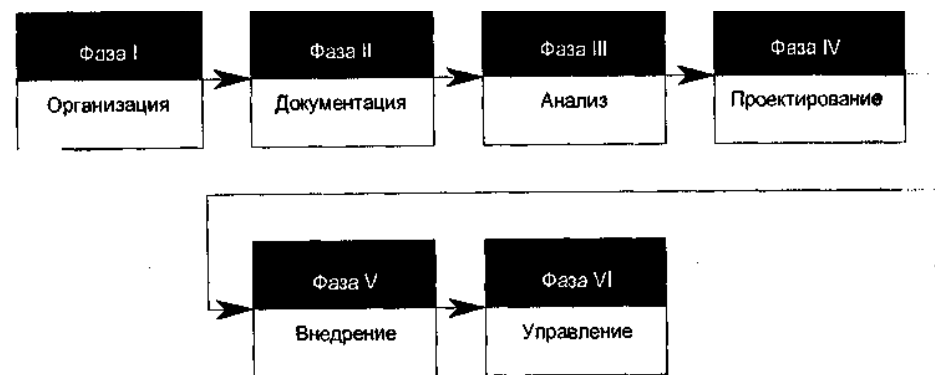 Фаза I
Организация
Фаза II
Документация
Фаза III
Анализ
Фаза IV
Проектирование
Фаза V
Внедрение
Фаза VI
Управление